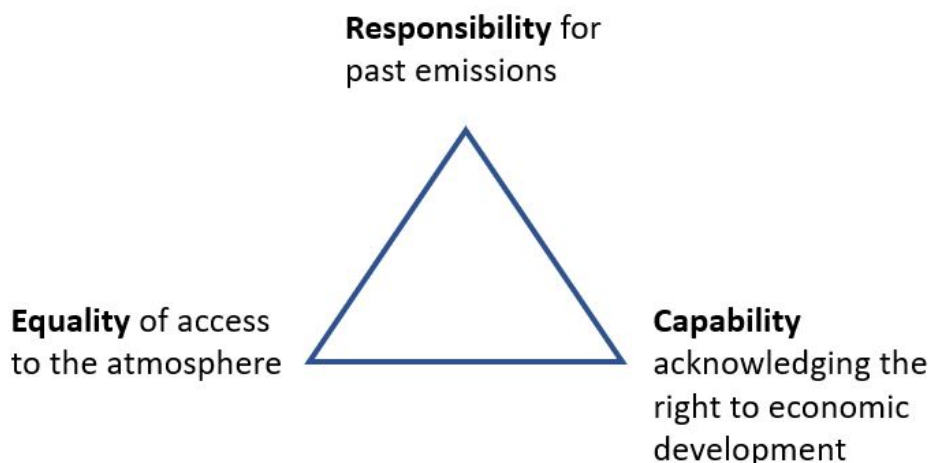 Responsibility for
past emissions
Equality of access
to the atmosphere
Capability
acknowledging the
right to economic
development